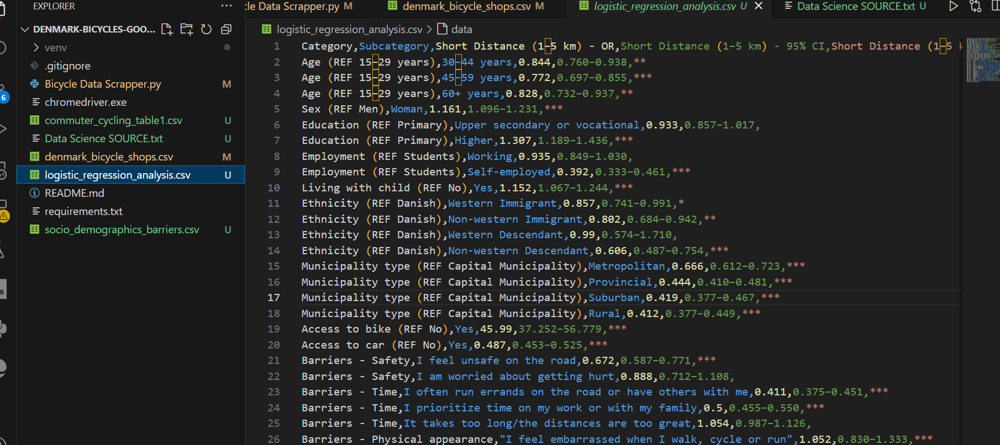 EXPLORER
...
DENMARK-BICYCLES-GOO...
venv
.gitignore
Bicycle Data Scrapper.py M
chromedriver.exe
commuter_cycling_table1.csv U
Data Science SOURCE.txt U
denmark_bicycle_shops.csv M
logistic_regression_analysis.csv U
README.md
requirements.txt
socio_demographics_barriers.csv U
6
cle Data Scrapper.py M
denmark_bicycle_shops.csv M
logistic_regression_analysis.csv U
Data Science SOURCE.txt U
logistic_regression_analysis.csv > data
1 Category,Subcategory,Short Distance (1–5 km) - OR,Short Distance (1–5 km) - 95% CI,Short Distance (1–5 k
2 Age (REF 15–29 years),30–44 years,0.844,0.760–0.938,**
3 Age (REF 15–29 years),45–59 years,0.772,0.697–0.855,***
4 Age (REF 15–29 years),60+ years,0.828,0.732–0.937,**
5 Sex (REF Men),Woman,1.161,1.096–1.231,***
6 Education (REF Primary),Upper secondary or vocational,0.933,0.857–1.017,
7 Education (REF Primary),Higher,1.307,1.189–1.436,***
8 Employment (REF Students),Working,0.935,0.849–1.030,
9 Employment (REF Students),Self-employed,0.392,0.333–0.461,***
10 Living with child (REF No),Yes,1.152,1.067–1.244,***
11 Ethnicity (REF Danish),Western Immigrant,0.857,0.741–0.991,*
12 Ethnicity (REF Danish),Non-western Immigrant,0.802,0.684–0.942,**
13 Ethnicity (REF Danish),Western Descendant,0.99,0.574–1.710,
14 Ethnicity (REF Danish),Non-western Descendant,0.606,0.487–0.754,***
15 Municipality type (REF Capital Municipality),Metropolitan,0.666,0.612–0.723,***
16 Municipality type (REF Capital Municipality),Provincial,0.444,0.410–0.481,***
17 Municipality type (REF Capital Municipality),Suburban,0.419,0.377–0.467,***
18 Municipality type (REF Capital Municipality),Rural,0.412,0.377–0.449,***
19 Access to bike (REF No),Yes,45.99,37.252–56.779,***
20 Access to car (REF No),Yes,0.487,0.453–0.525,***
21 Barriers - Safety,I feel unsafe on the road,0.672,0.587–0.771,***
22 Barriers - Safety,I am worried about getting hurt,0.888,0.712–1.108,
23 Barriers - Time,I often run errands on the road or have others with me,0.411,0.375–0.451,***
24 Barriers - Time,I prioritize time on my work or with my family,0.5,0.455–0.550,***
25 Barriers - Time,It takes too long/the distances are too great,1.054,0.987–1.126,
26 Barriers - Physical appearance,"I feel embarrassed when I walk, cycle or run",1.052,0.830–1.333,***